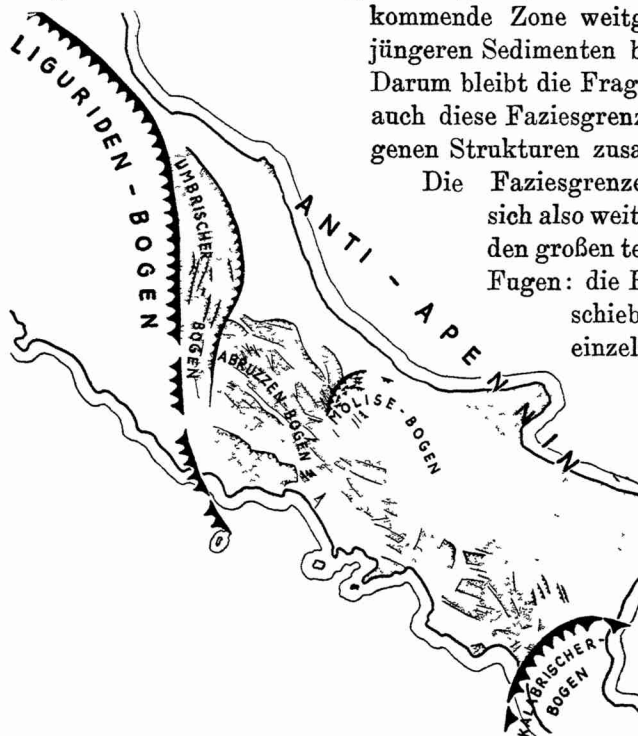 kommende Zone weitg
jüngeren Sedimenten b
Darum bleibt die Frag
auch diese Faziesgrenz
genen Strukturen zusa
Die Faziesgrenze
sich also weit
den großen te
Fugen: die
schieb
einzel
LIGURIDEN-BOGEN
UMBRISCHER
BOGEN
ANTI-APENNIN
ABRUZZEN-BOGEN
MOLISE-BOGEN
KALABRISCHER-
BOGEN